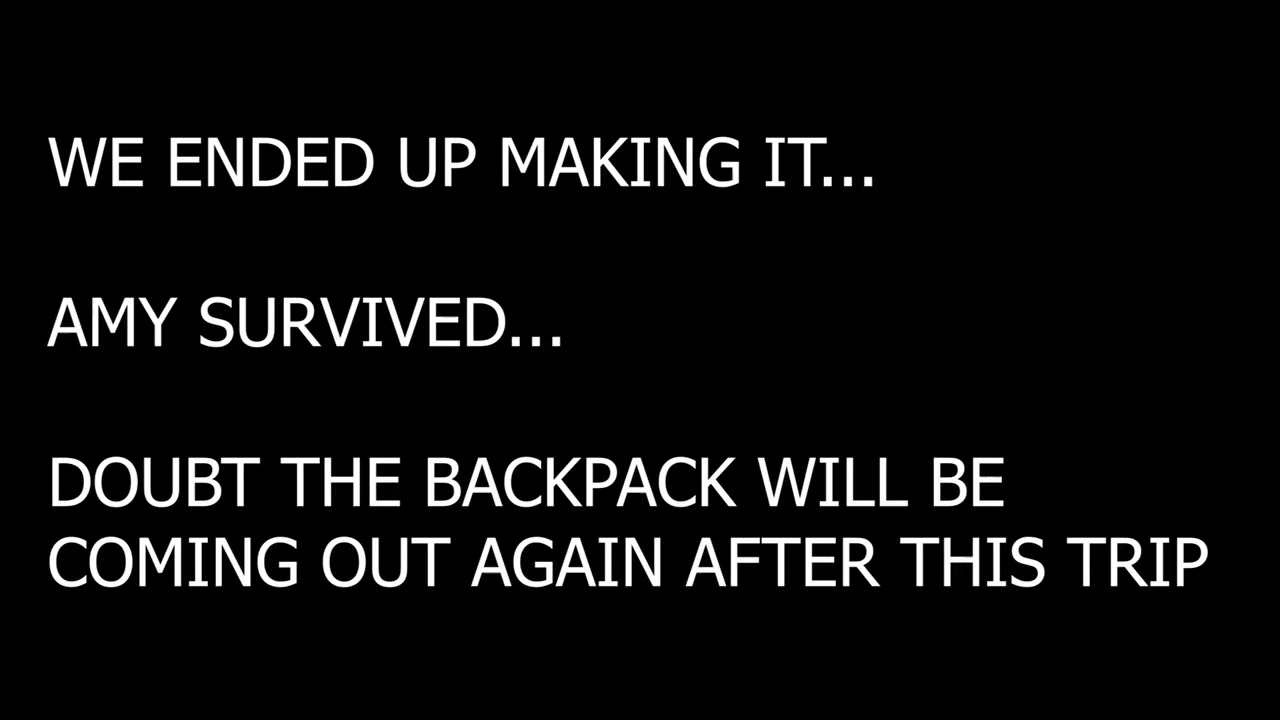 WE ENDED UP MAKING IT...
AMY SURVIVED...
DOUBT THE BACKPACK WILL BE
COMING OUT AGAIN AFTER THIS TRIP